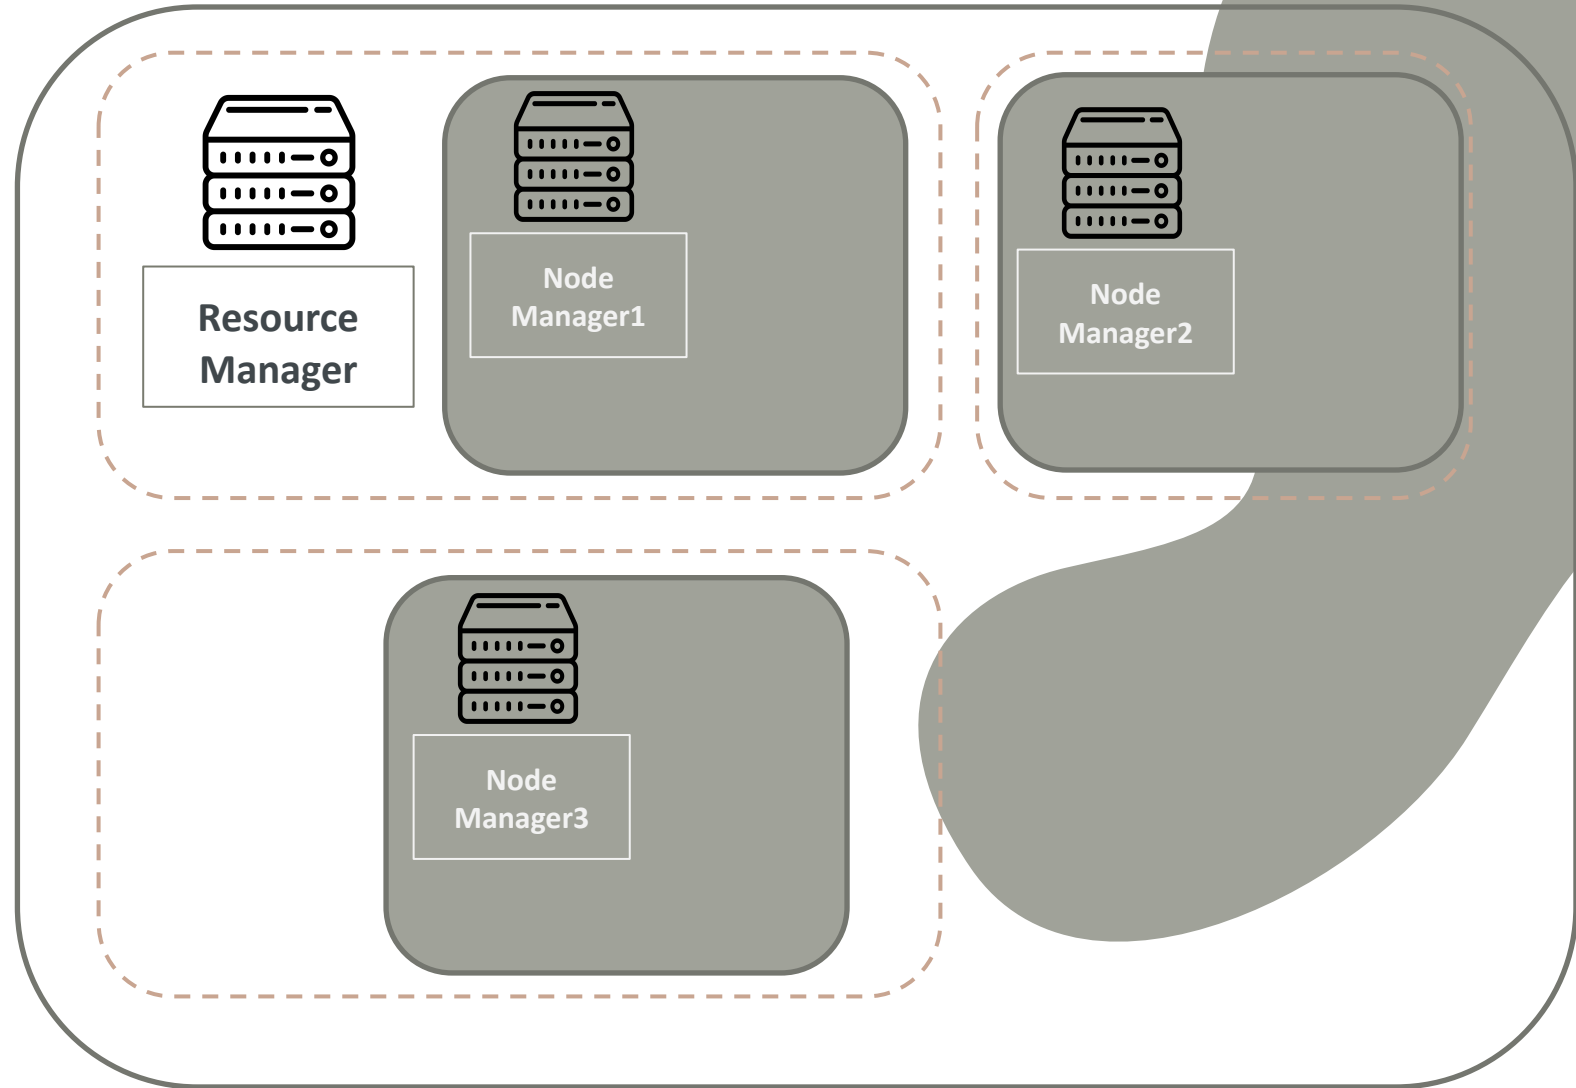 Resource
Manager
Node
Manager1
Node
Manager2
Node
Manager3